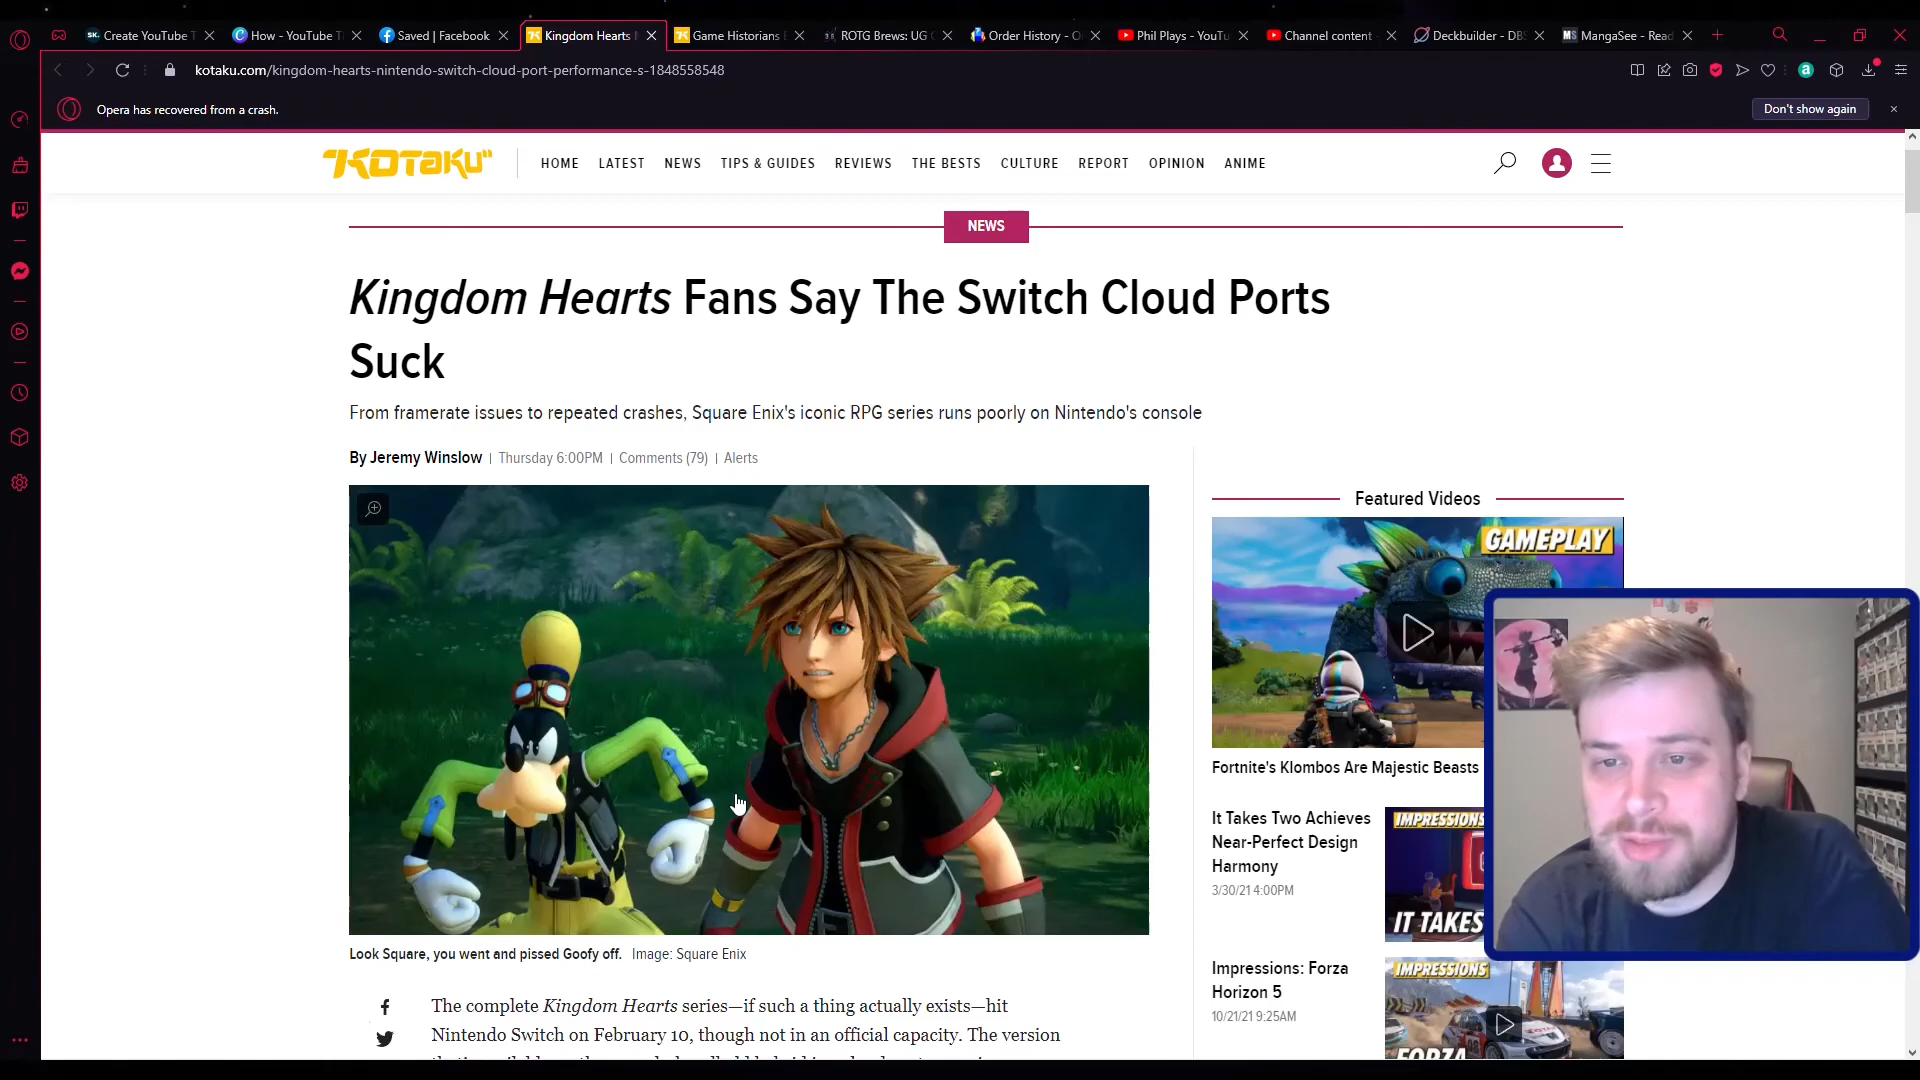 Create YouTube T
How - YouTube T
Saved | Facebook
Kingdom Hearts
Game Historians
ROTG Brews: UG
Order History - O
Phil Plays - YouTu
Channel content
Deckbuilder - DBS
MangaSee - Read
kotaku.com/kingdom-hearts-nintendo-switch-cloud-port-performance-s-1848558548
Opera has recovered from a crash.
Don't show again
KOTAKU
HOME
LATEST
NEWS
TIPS & GUIDES
REVIEWS
THE BESTS
CULTURE
REPORT
OPINION
ANIME
NEWS
Kingdom Hearts Fans Say The Switch Cloud Ports
Suck
From framerate issues to repeated crashes, Square Enix's iconic RPG series runs poorly on Nintendo's console
By Jeremy Winslow | Thursday 6:00PM | Comments (79) | Alerts
Look Square, you went and pissed Goofy off. Image: Square Enix
The complete Kingdom Hearts series—if such a thing actually exists—hit
Nintendo Switch on February 10, though not in an official capacity. The version
Featured Videos
GAMEPLAY
Fortnite's Klombos Are Majestic Beasts
It Takes Two Achieves
Near-Perfect Design
Harmony
3/30/21 4:00PM
IMPRESSIONS
IT TAKES
Impressions: Forza
Horizon 5
10/21/21 9:25AM
IMPRESSIONS
FORZA